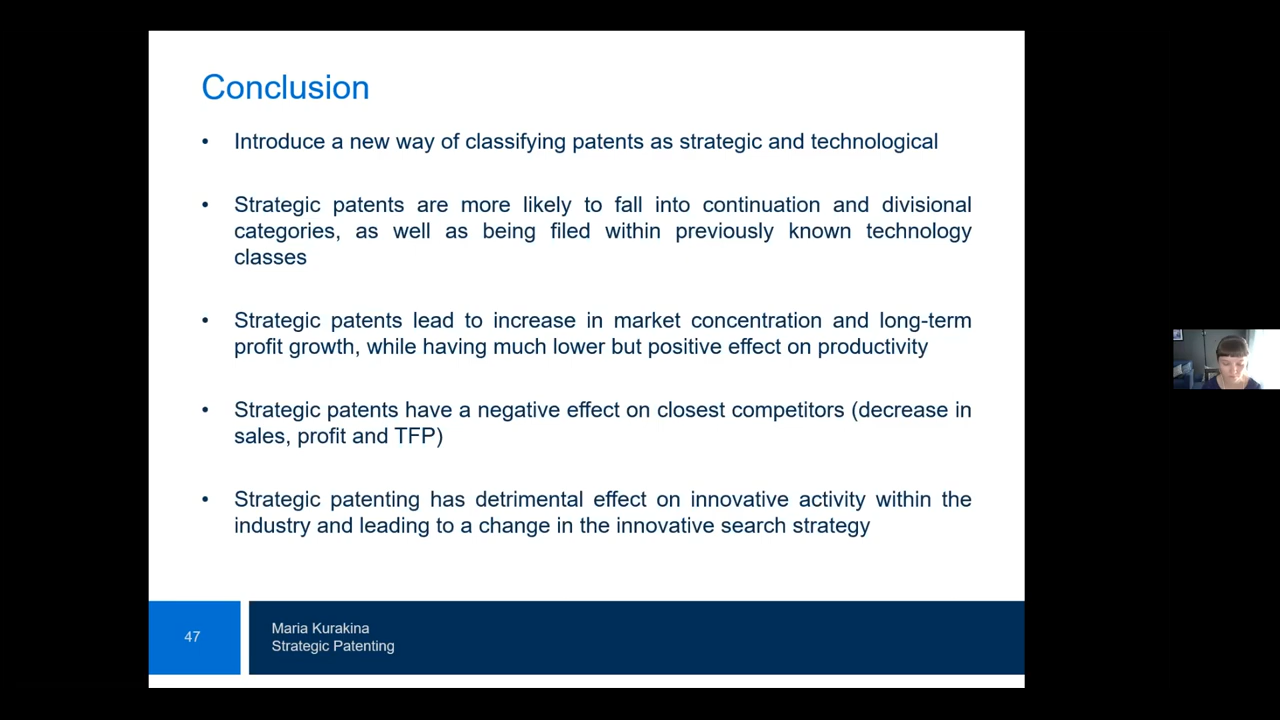 Conclusion
• Introduce a new way of classifying patents as strategic and technological
• Strategic patents are more likely to fall into continuation and divisional
categories, as well as being filed within previously known technology
classes
• Strategic patents lead to increase in market concentration and long-term
profit growth, while having much lower but positive effect on productivity
• Strategic patents have a negative effect on closest competitors (decrease in
sales, profit and TFP)
• Strategic patenting has detrimental effect on innovative activity within the
industry and leading to a change in the innovative search strategy
47
Maria Kurakina
Strategic Patenting